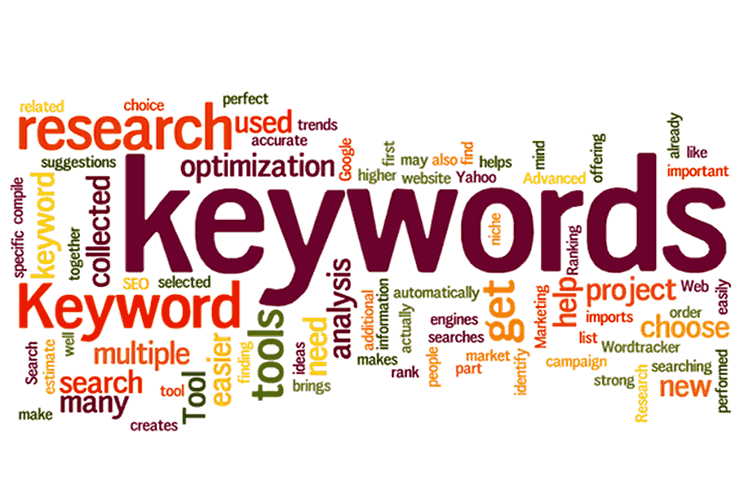 related
choice
perfect
research
used
trends
accurate
suggestions
optimization
Google
first
higher
may
also
find
website
Yahoo
helps
mind
Advanced
offering
already
like
important
specific
compile
keyword
together
collected
keywords
niche
SEO
selected
Keyword
analysis
additional
information
automatically
actually
engines
searches
get
Marketing
help
Ranking
project
Web
easily
imports
order
choose
list
Wordtracker
Search
estimate
well
multiple
easier
finding
tools
ideas
need
brings
makes
rank
people
market
part
identify
campaign
strong
searching
Research
new
performed
search
many
tool
Tool
make
creates